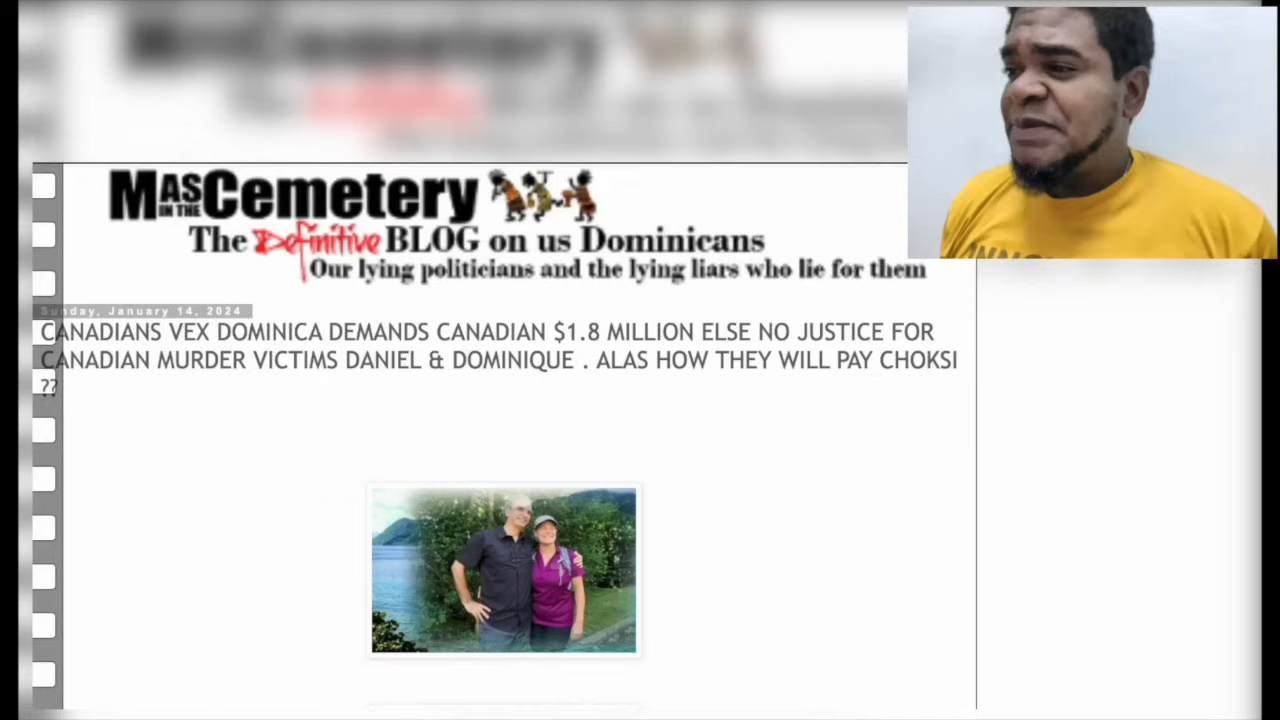 MAS IN THE Cemetery
The Definitive BLOG on us Dominicans
Our lying politicians and the lying liars who lie for them
Sunday, January 14, 2024
CANADIANS VEX DOMINICA DEMANDS CANADIAN $1.8 MILLION ELSE NO JUSTICE FOR
CANADIAN MURDER VICTIMS DANIEL & DOMINIQUE . ALAS HOW THEY WILL PAY CHOKSI
??